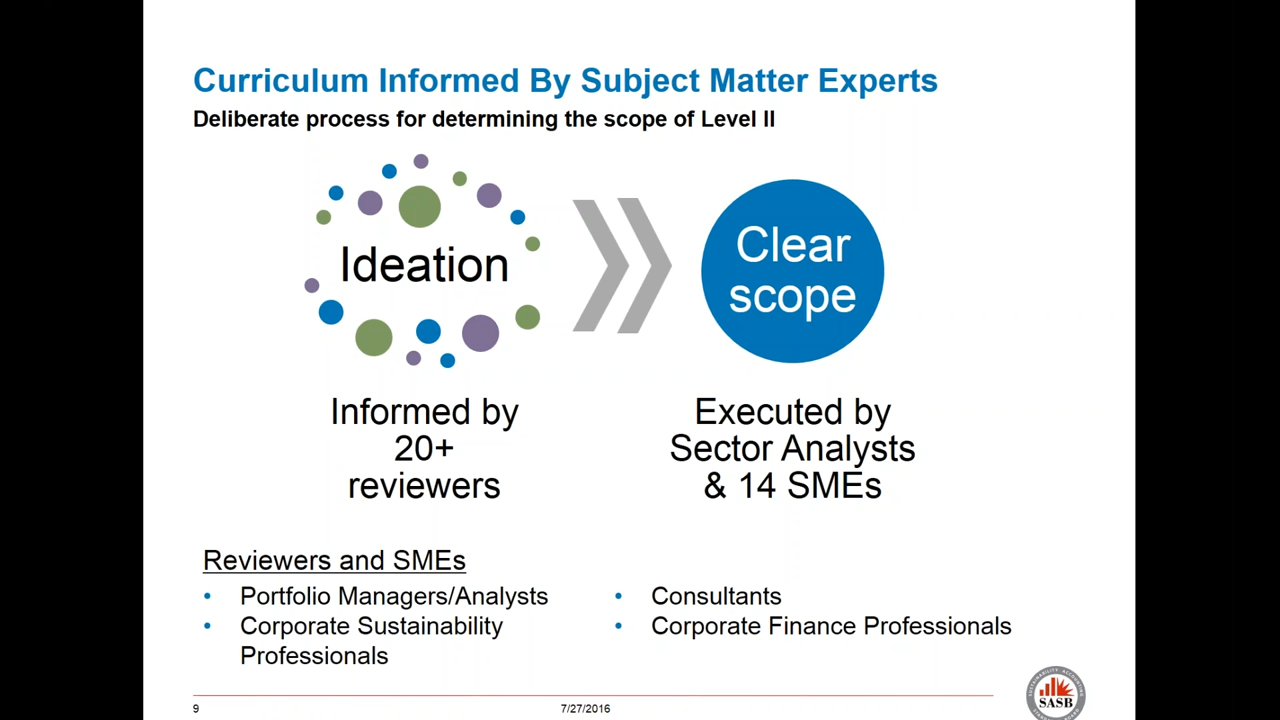 Curriculum Informed By Subject Matter Experts
Deliberate process for determining the scope of Level II
Ideation
Clear
scope
Informed by
20+
reviewers
Executed by
Sector Analysts
& 14 SMEs
Reviewers and SMEs
• Portfolio Managers/Analysts
• Corporate Sustainability
Professionals
• Consultants
• Corporate Finance Professionals
9
7/27/2016
SUSTAINABILITY ACCOUNTING
SASB